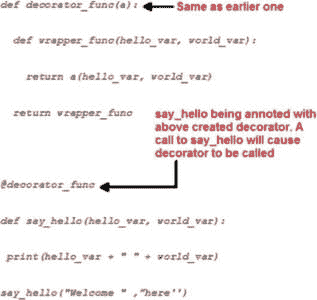 def decorator_func(a):
Same as earlier one
def wrapper_func(hello_var, world_var):
return a(hello_var, world_var)
return wrapper_func
say_hello being annotated with
above created decorator. A
call to say_hello will cause
decorator to be called
@decorator_func
def say_hello(hello_var, world_var):
print(hello_var + " " + world_var)
say_hello("Welcome " ,"here'')